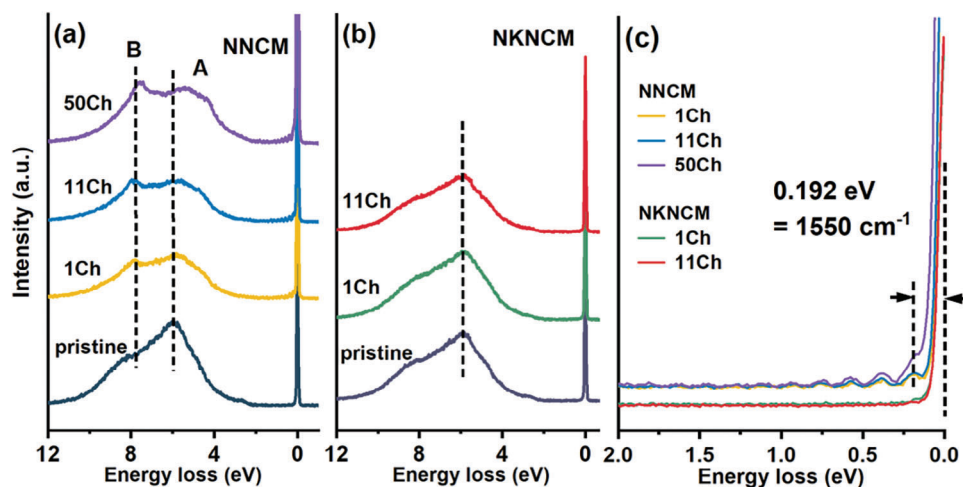 (a)
B
NNCM
A
50Ch
11Ch
1Ch
pristine
Intensity (a.u.)
12 8 4 0
Energy loss (eV)
(b)
NKNCM
11Ch
1Ch
pristine
12 8 4 0
Energy loss (eV)
(c)
NNCM
1Ch
11Ch
50Ch
NKNCM
1Ch
11Ch
0.192 eV
= 1550 cm⁻¹
2.0 1.5 1.0 0.5 0.0
Energy loss (eV)